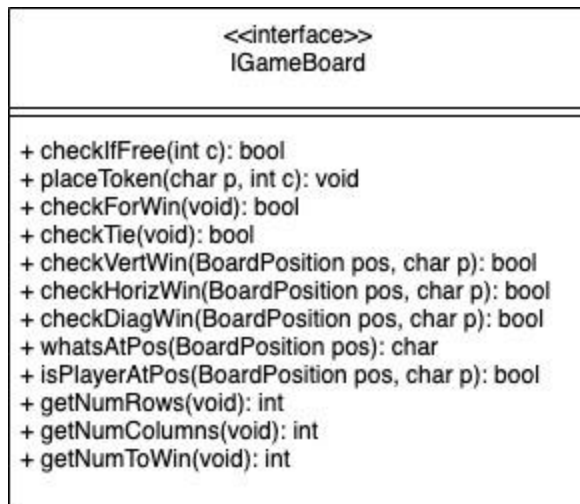 <<interface>>
IGameBoard
+ checkIfFree(int c): bool
+ placeToken(char p, int c): void
+ checkForWin(void): bool
+ checkTie(void): bool
+ checkVertWin(BoardPosition pos, char p): bool
+ checkHorizWin(BoardPosition pos, char p): bool
+ checkDiagWin(BoardPosition pos, char p): bool
+ whatsAtPos(BoardPosition pos): char
+ isPlayerAtPos(BoardPosition pos, char p): bool
+ getNumRows(void): int
+ getNumColumns(void): int
+ getNumToWin(void): int